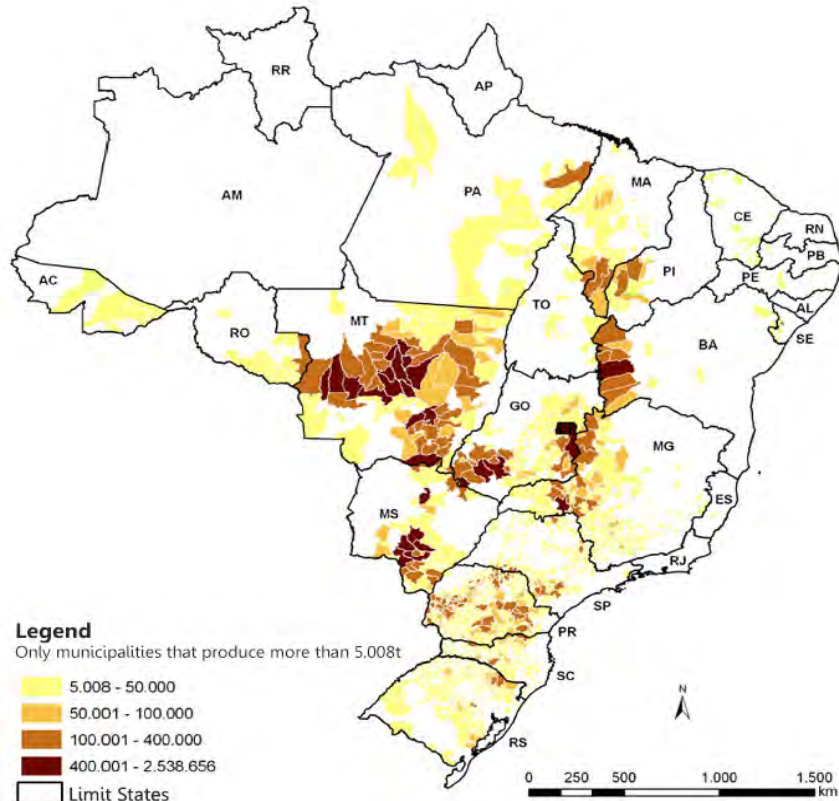 RR
AP
AM
PA
MA
CE
RN
PB
PE
PI
AL
SE
AC
TO
RO
MT
BA
GO
MG
ES
MS
RJ
SP
PR
SC
RS
Legend
Only municipalities that produce more than 5.008t
5.008 - 50.000
50.001 - 100.000
100.001 - 400.000
400.001 - 2.538.656
Limit States
N
0 250 500 1.000 1.500
km